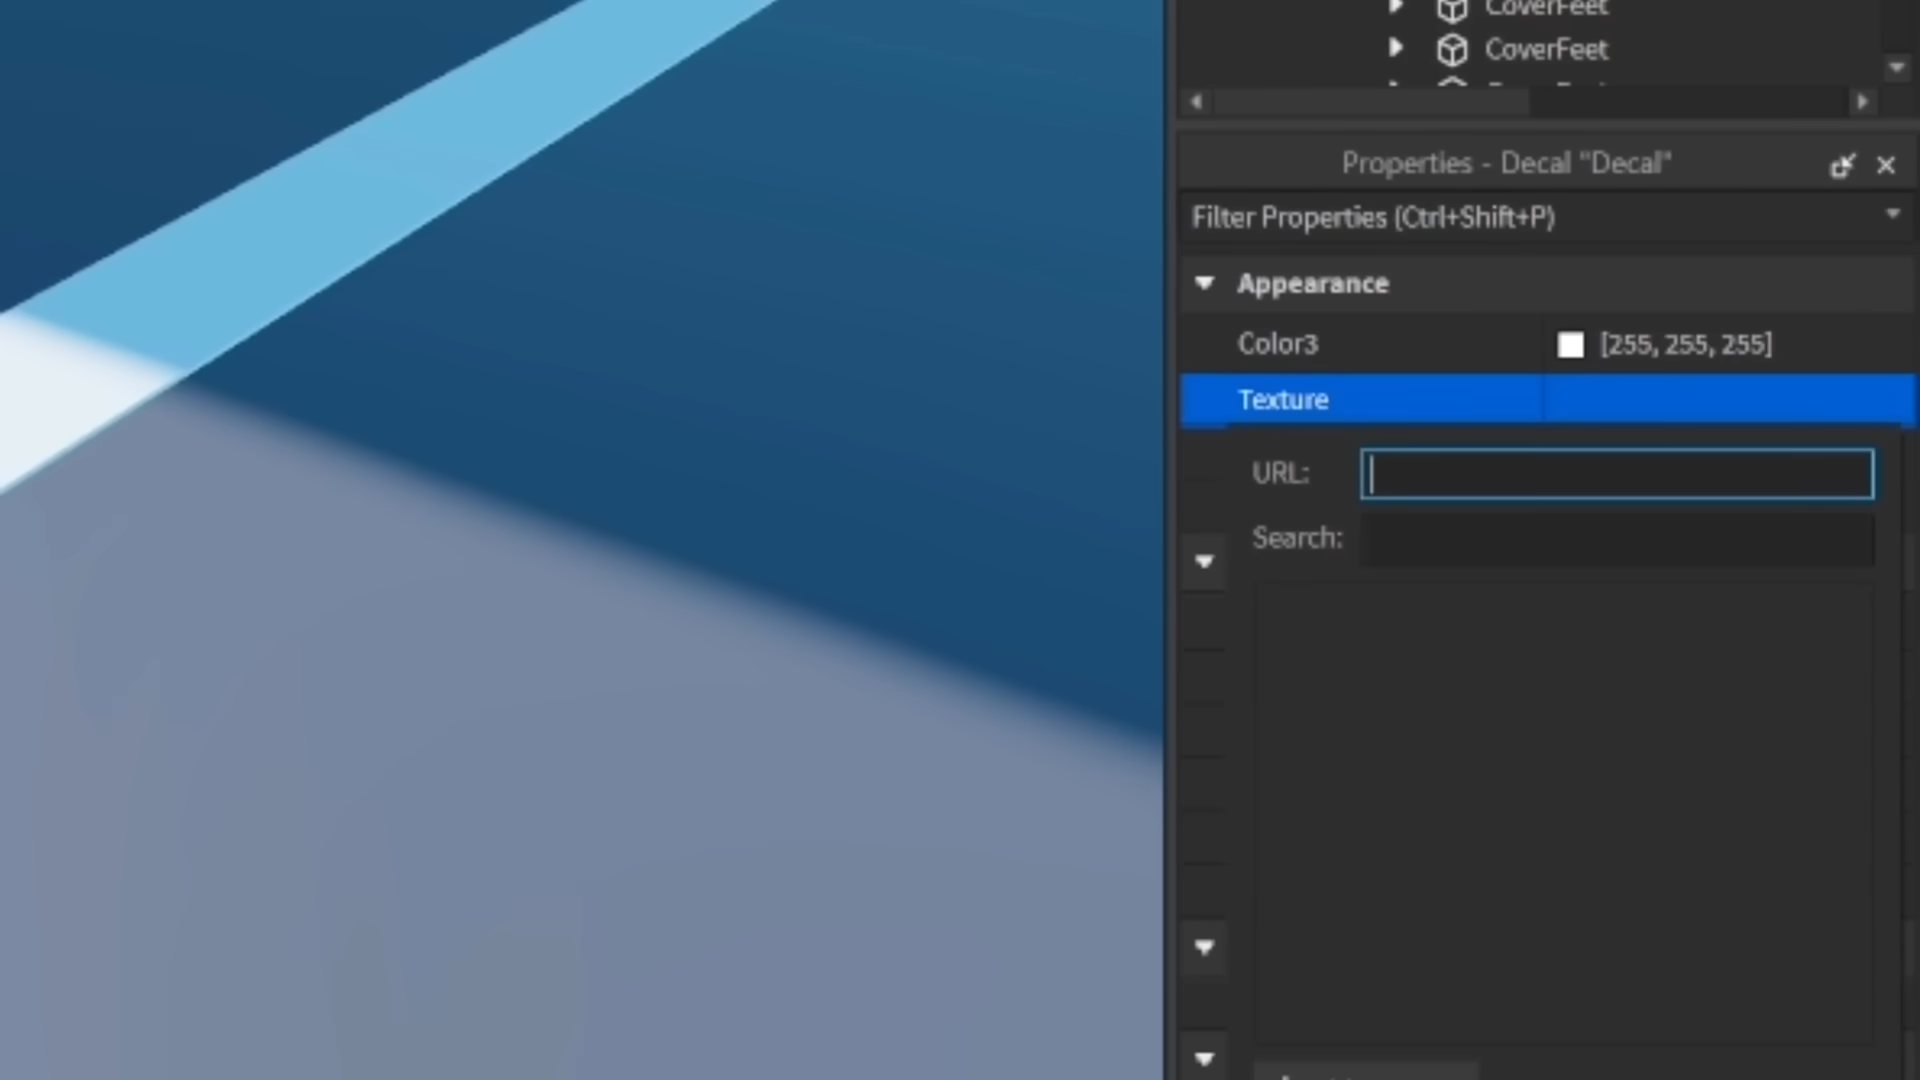 CoverFeet
CoverFeet
Properties - Decal "Decal"
Filter Properties (Ctrl+Shift+P)
Appearance
Color3 [255, 255, 255]
Texture
URL:
Search: